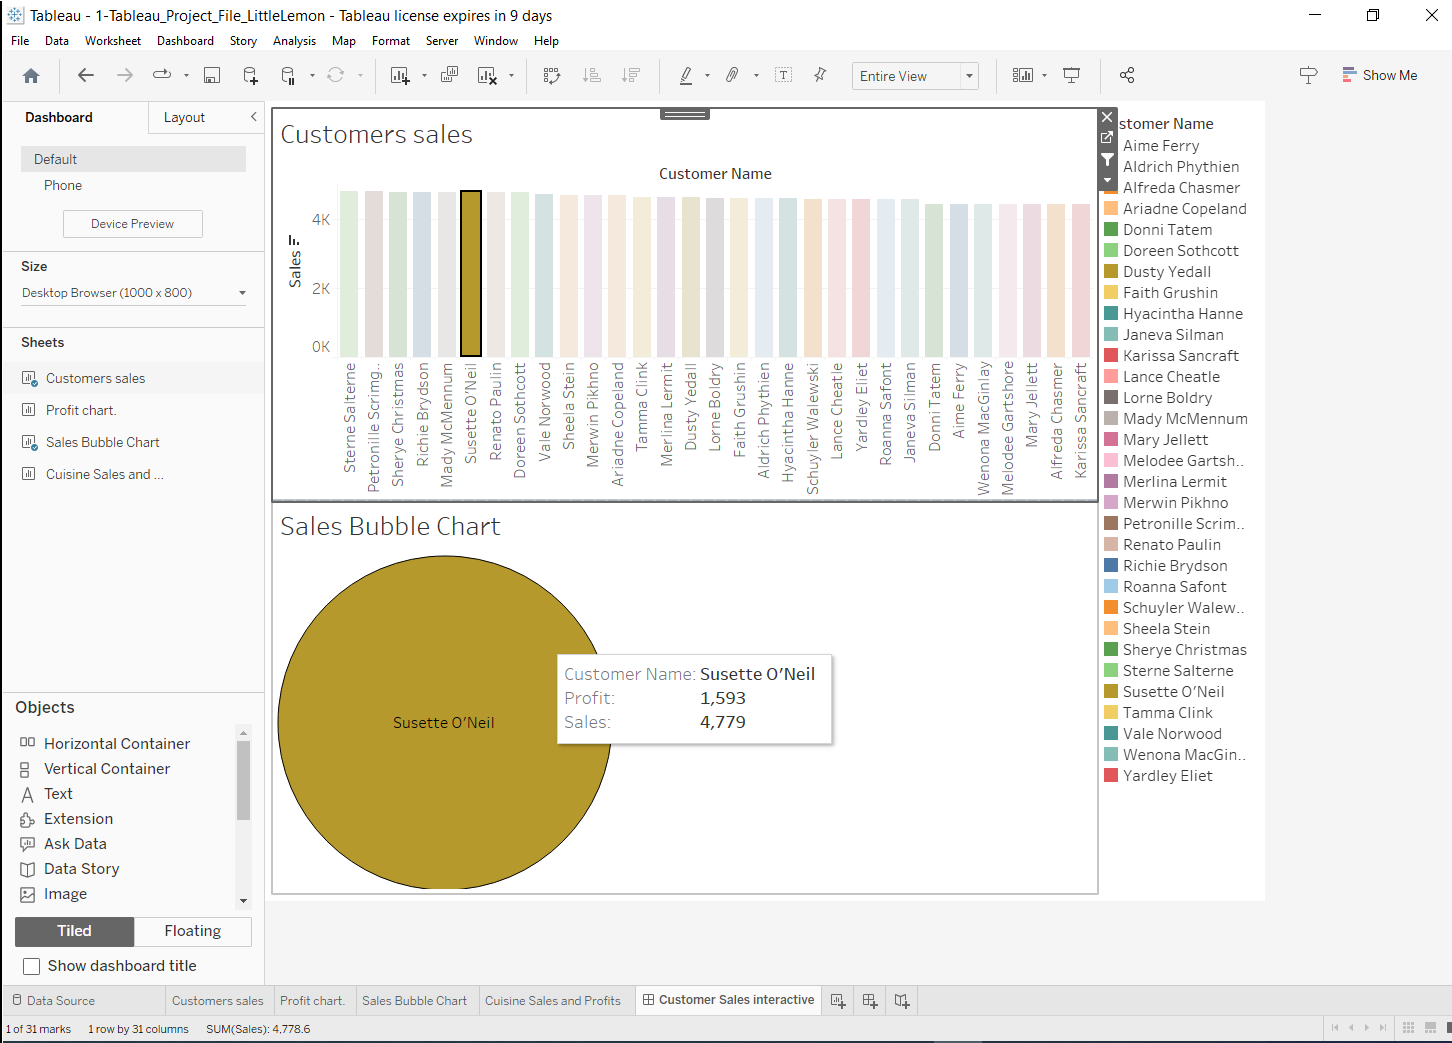 Tableau - 1-Tableau_Project_File_LittleLemon - Tableau license expires in 9 days
File Data Worksheet Dashboard Story Analysis Map Format Server Window Help
Entire View
Show Me
Dashboard Layout
Default
Phone
Device Preview
Size
Desktop Browser (1000 x 800)
Sheets
Customers sales
Profit chart.
Sales Bubble Chart
Cuisine Sales and ...
Objects
Horizontal Container
Vertical Container
Text
Extension
Ask Data
Data Story
Image
Tiled Floating
Show dashboard title
Customers sales
Customer Name
Sales
4K
2K
0K
Sterne Salterne
Petronille Scrimg..
Sherye Christmas
Richie Brydson
Mady McMennum
Susette O'Neil
Renato Paulin
Doreen Sothcott
Vale Norwood
Sheela Stein
Merwin Pikhno
Ariadne Copeland
Tamma Clink
Merlina Lermit
Dusty Yedall
Lorne Boldry
Faith Grushin
Aldrich Phythien
Hyacintha Hanne
Schuyler Walewski
Lance Cheatle
Yardley Eliet
Roanna Safont
Janeva Silman
Donni Tatem
Aime Ferry
Wenona MacGinlay
Melodee Gartshore
Mary Jellett
Alfreda Chasmer
Karissa Sancraft
Sales Bubble Chart
Susette O'Neil
Customer Name: Susette O'Neil
Profit: 1,593
Sales: 4,779
stomer Name
Aime Ferry
Aldrich Phythien
Alfreda Chasmer
Ariadne Copeland
Donni Tatem
Doreen Sothcott
Dusty Yedall
Faith Grushin
Hyacintha Hanne
Janeva Silman
Karissa Sancraft
Lance Cheatle
Lorne Boldry
Mady McMennum
Mary Jellett
Melodee Gartsh..
Merlina Lermit
Merwin Pikhno
Petronille Scrim..
Renato Paulin
Richie Brydson
Roanna Safont
Schuyler Walew..
Sheela Stein
Sherye Christmas
Sterne Salterne
Susette O'Neil
Tamma Clink
Vale Norwood
Wenona MacGin..
Yardley Eliet
Data Source Customers sales Profit chart. Sales Bubble Chart Cuisine Sales and Profits Customer Sales interactive
1 of 31 marks 1 row by 31 columns SUM(Sales): 4,778.6